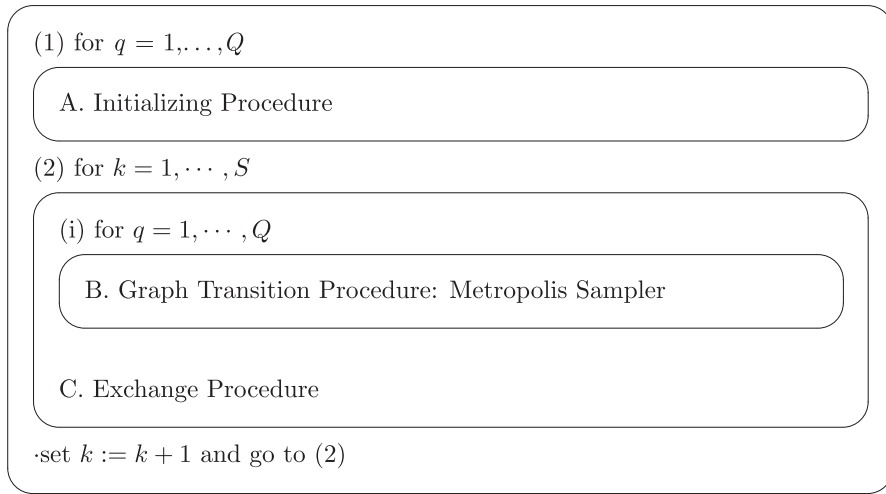 (1) for q = 1,...,Q
A. Initializing Procedure
(2) for k = 1, ··· , S
(i) for q = 1, ··· , Q
B. Graph Transition Procedure: Metropolis Sampler
C. Exchange Procedure
·set k := k + 1 and go to (2)